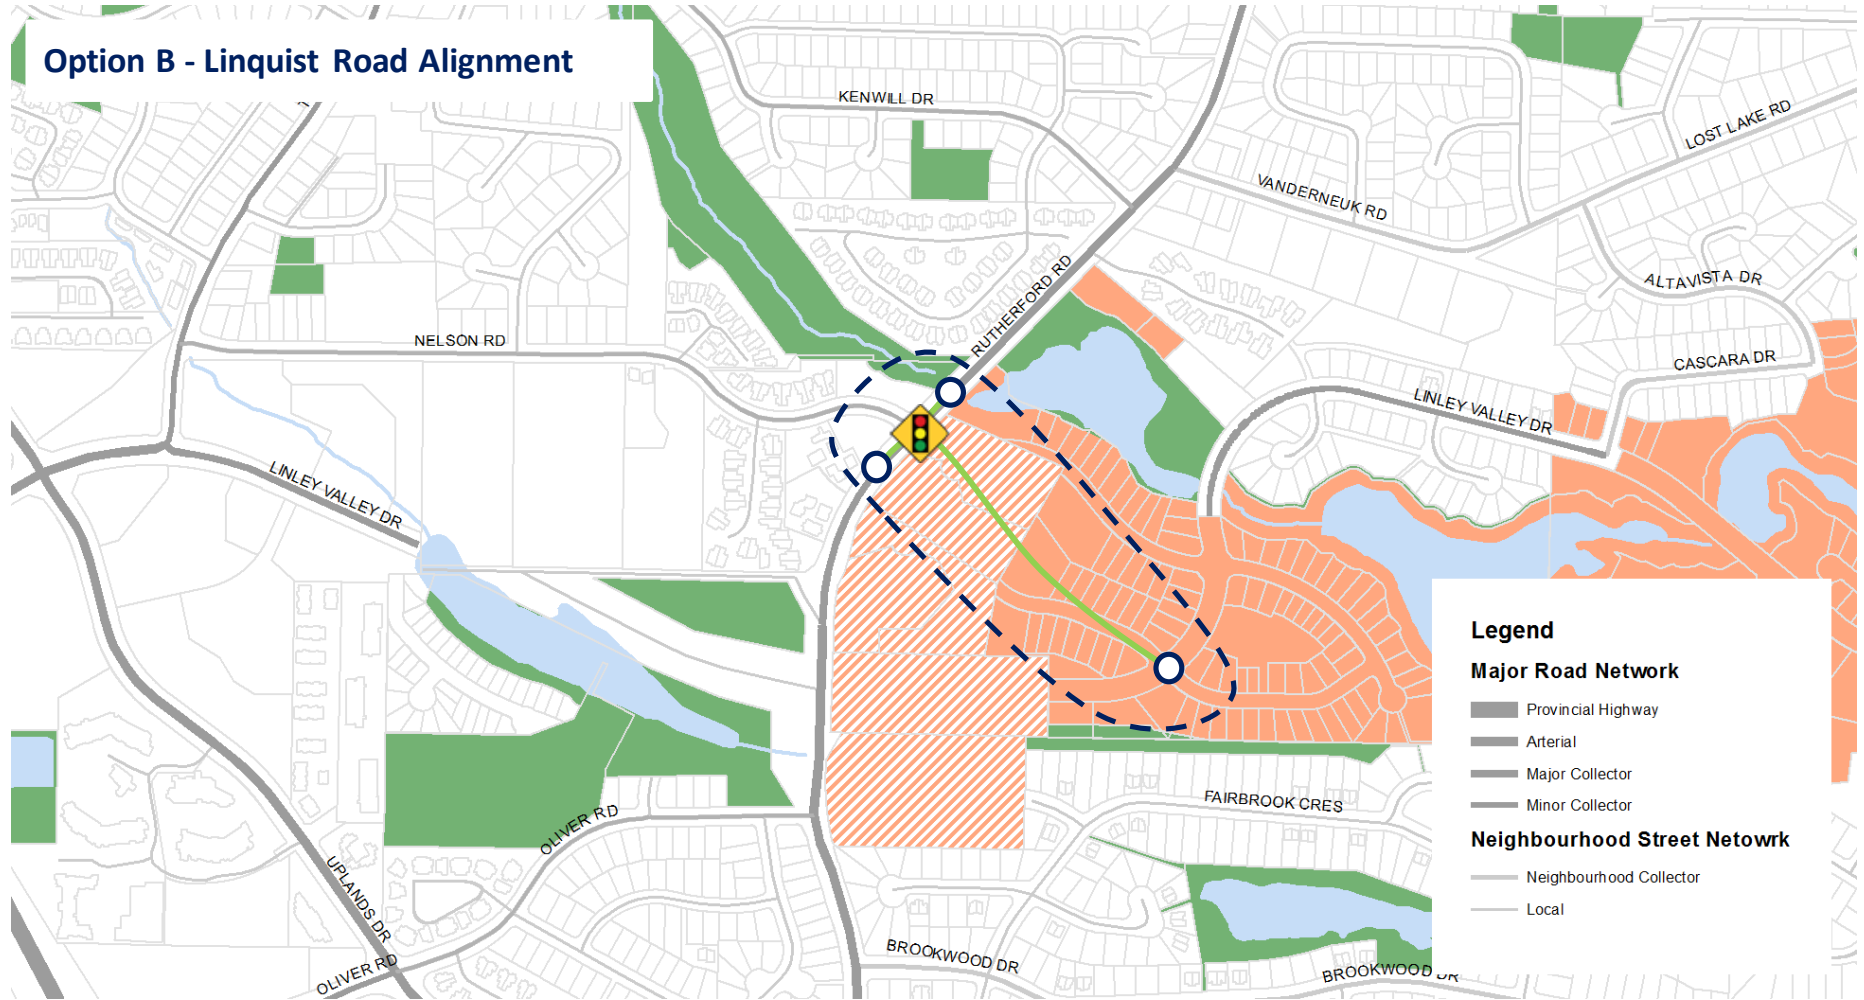 Option B - Linquist Road Alignment
KENWILL DR
LOST LAKE RD
VANDERNEUK RD
ALTAVISTA DR
RUTHERFORD RD
NELSON RD
CASCARA DR
LINLEY VALLEY DR
LINLEY VALLEY DR
Legend
Major Road Network
Provincial Highway
Arterial
Major Collector
Minor Collector
Neighbourhood Street Netowrk
Neighbourhood Collector
Local
FAIRBROOK CRES
OLIVER RD
UPLANDS DR
OLIVER RD
BROOKWOOD DR
BROOKWOOD DR